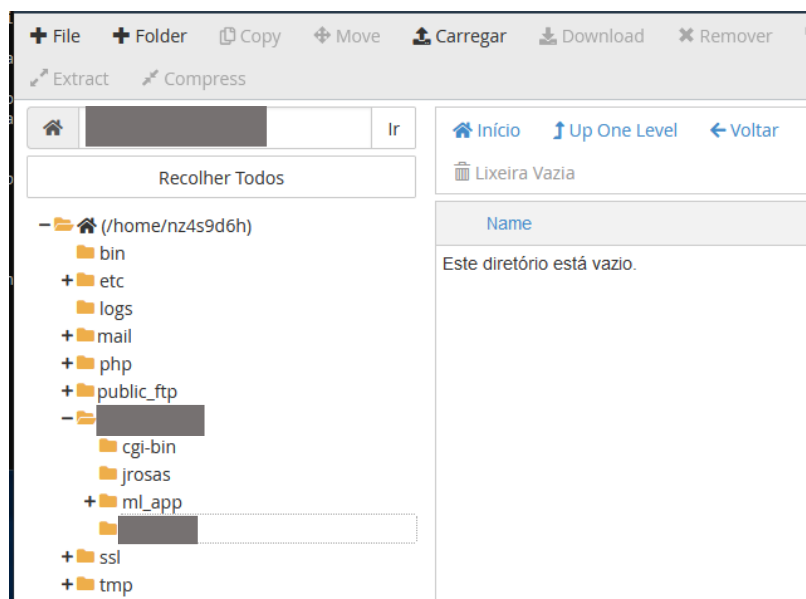 File Folder Copy Move Carregar Download Remover
Extract Compress
Ir
Recolher Todos
(/home/nz4s9d6h)
bin
etc
logs
mail
php
public_ftp
cgi-bin
jrosas
ml_app
ssl
tmp
Início Up One Level Voltar
Lixeira Vazia
Name
Este diretório está vazio.